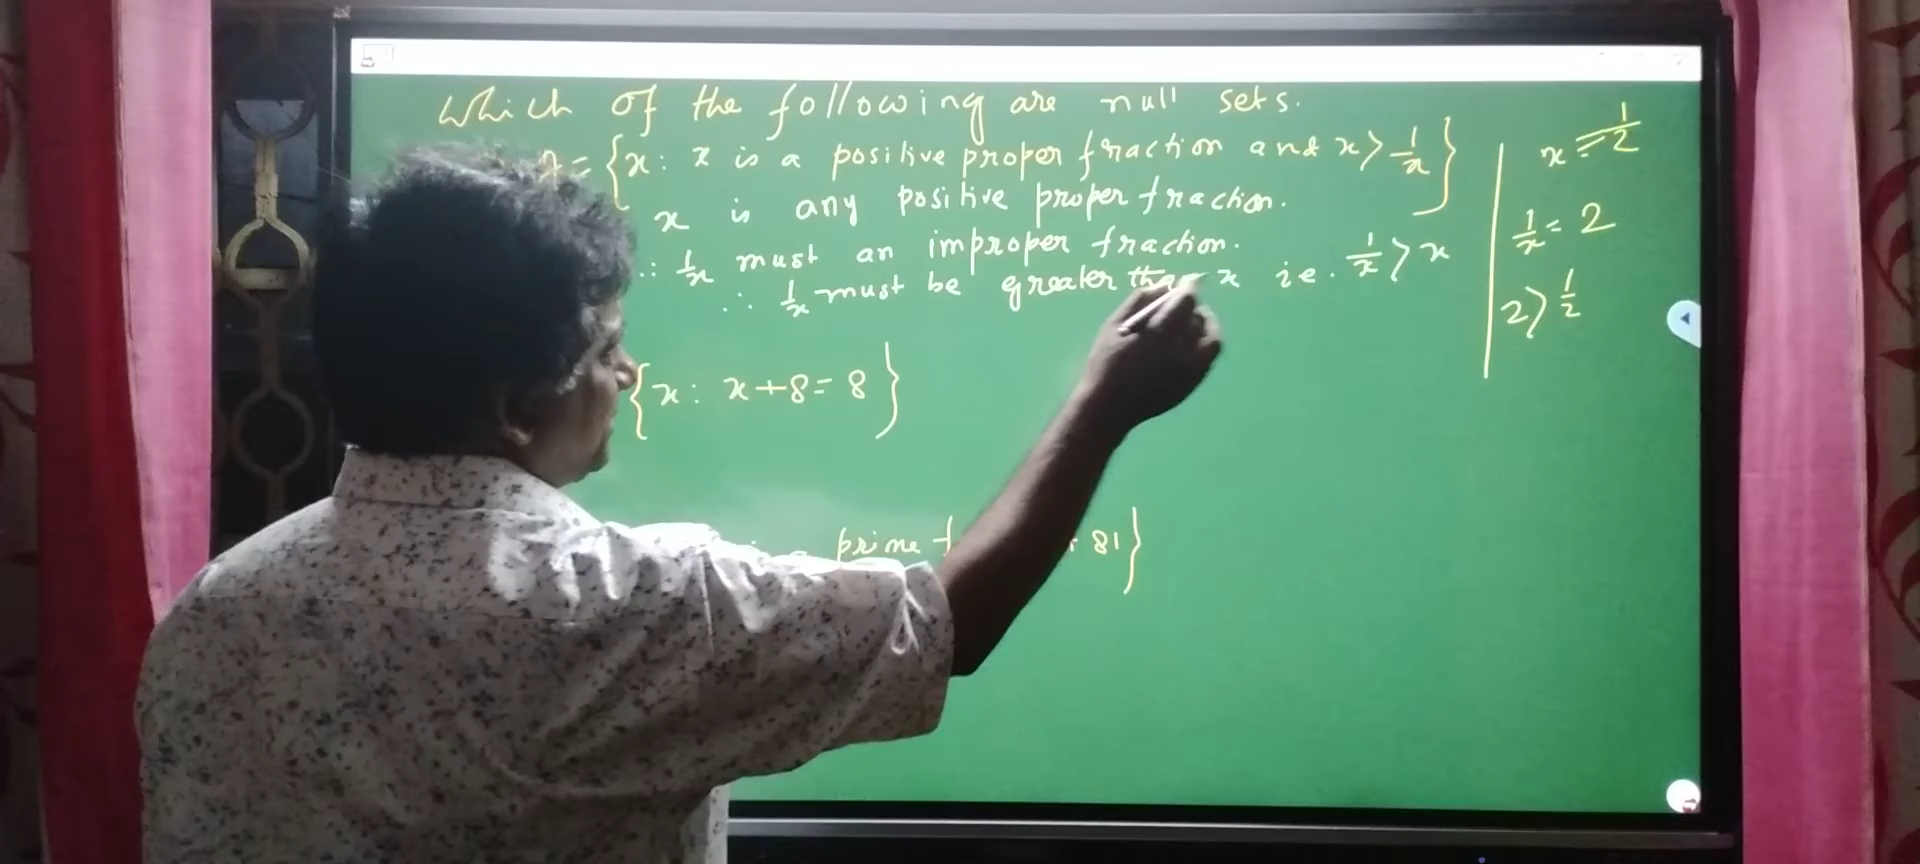 Which of the following are null sets.
= {x: x is a positive proper fraction and x > 1/x}
x is any positive proper fraction.
∴ 1/x must an improper fraction.
∴ 1/x must be greater than x ie. 1/x > x
{x: x+8=8}
prime 81}
x = 1/2
1/x = 2
2 > 1/2